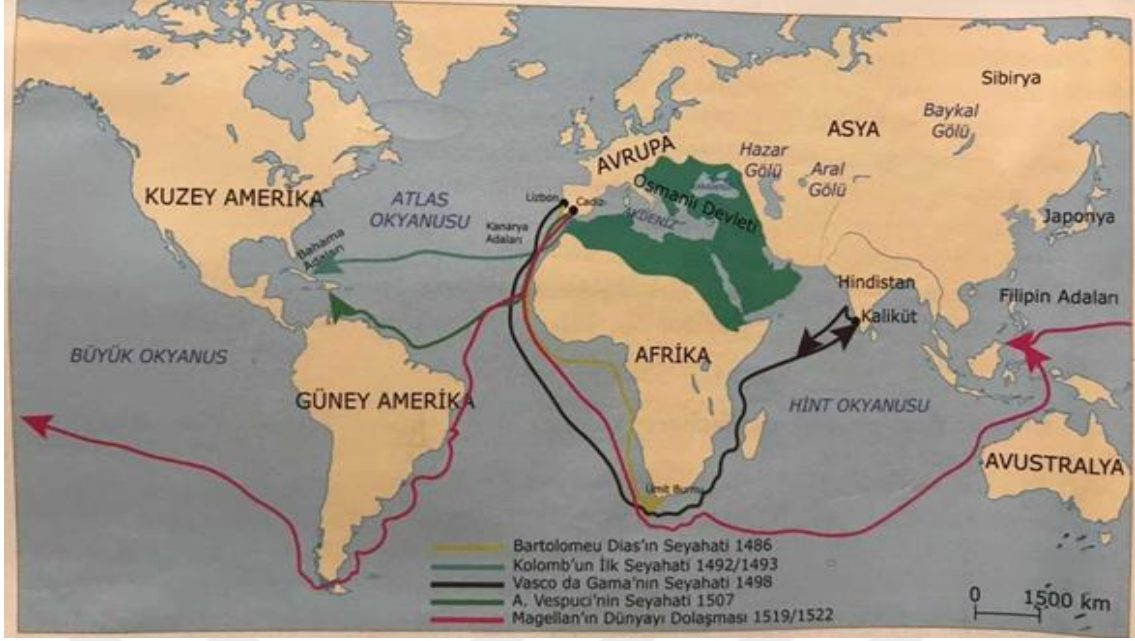 Sibirya
Baykal
Gölü
ASYA
AVRUPA
Hazar
Gölü
Aral
Gölü
KUZEY AMERİKA
ATLAS
OKYANUSU
Lizbon
Cadiz
Osmanlı Devleti
AKDENİZ
Japonya
Kanarya
Adaları
Bahama
Adaları
Hindistan
Kaliküt
Filipin Adaları
BÜYÜK OKYANUS
AFRİKA
GÜNEY AMERİKA
HİNT OKYANUSU
AVUSTRALYA
Ümit Burnu
Bartolomeu Dias'ın Seyahati 1486
Kolomb'un İlk Seyahati 1492/1493
Vasco da Gama'nın Seyahati 1498
A. Vespuci'nin Seyahati 1507
Magellan'ın Dünyayı Dolaşması 1519/1522
0 1500 km